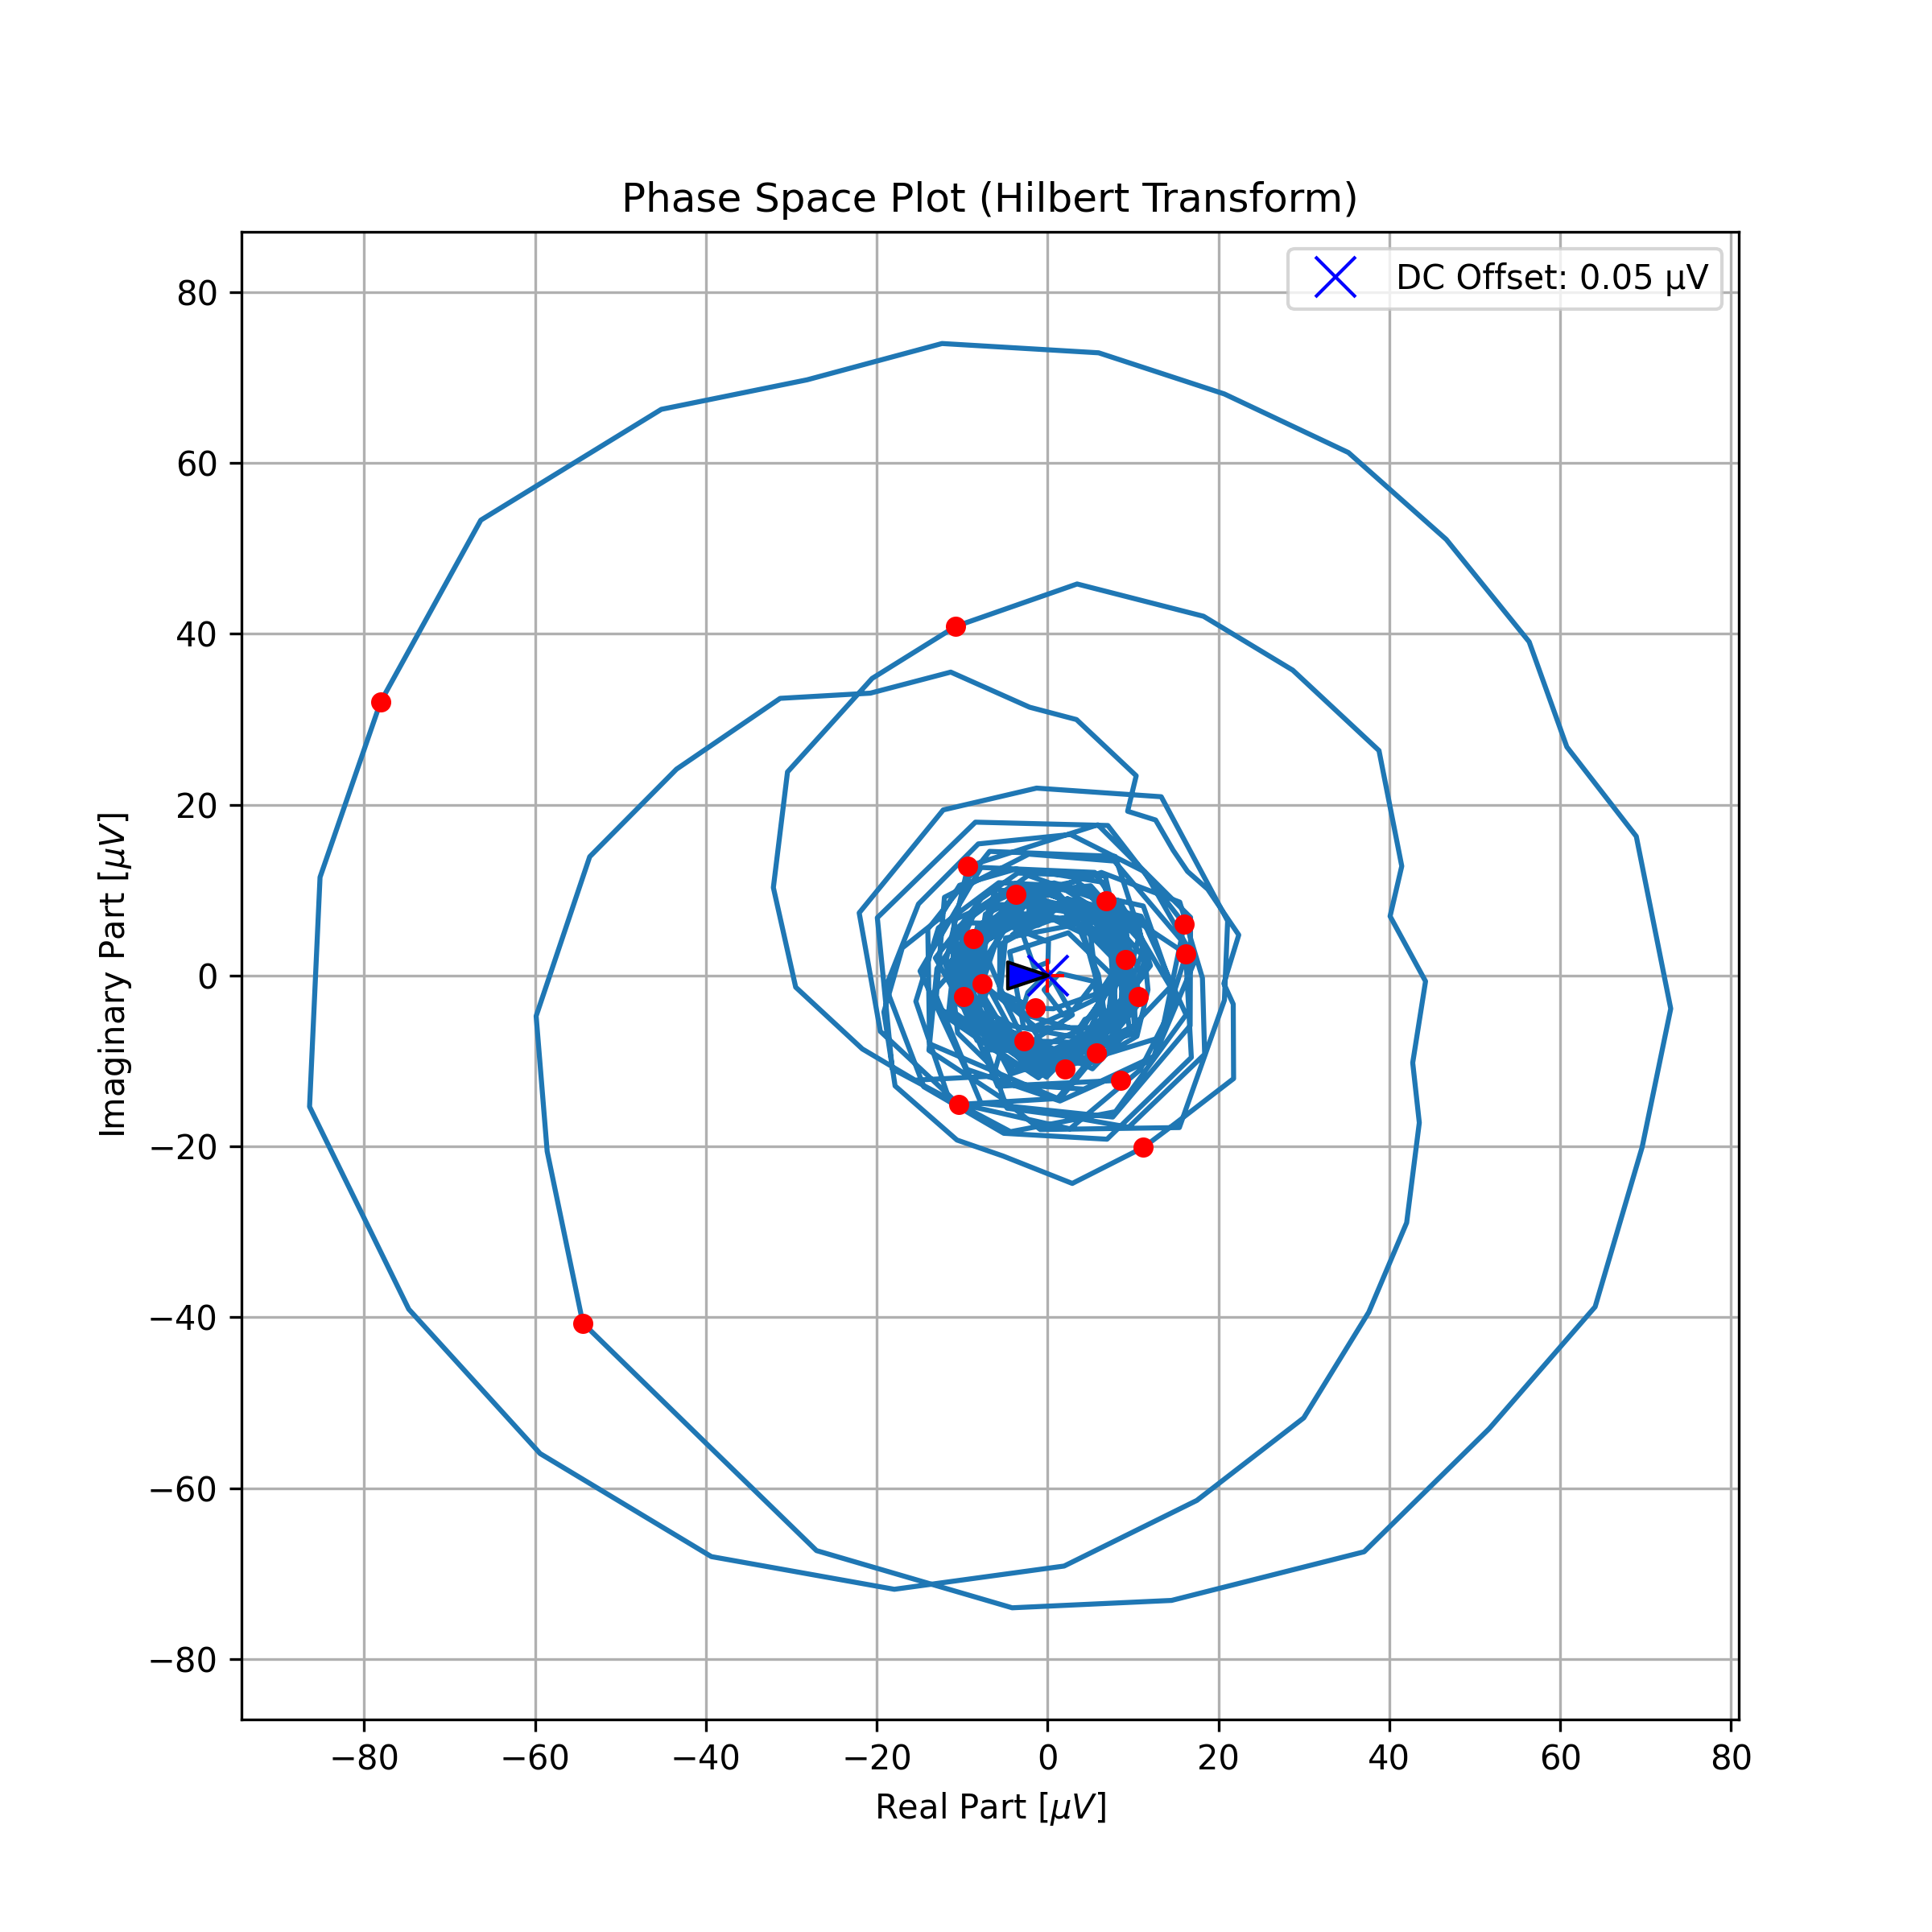 Phase Space Plot (Hilbert Transform)
DC Offset: 0.05 µV
80
60
40
20
0
−20
−40
−60
−80
Imaginary Part [μV]
−80 −60 −40 −20 0 20 40 60 80
Real Part [μV]